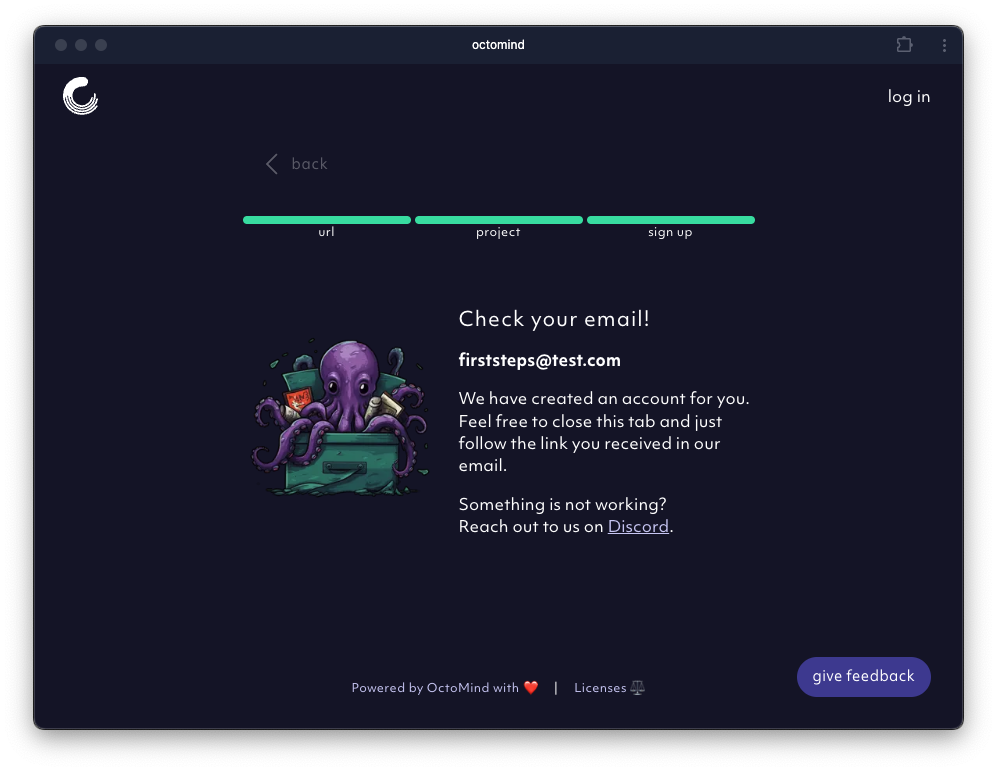 octomind
log in
back
url
project
sign up
Check your email!
firststeps@test.com
We have created an account for you.
Feel free to close this tab and just
follow the link you received in our
email.
Something is not working?
Reach out to us on Discord.
give feedback
Powered by OctoMind with ❤️ | Licenses ⚖️